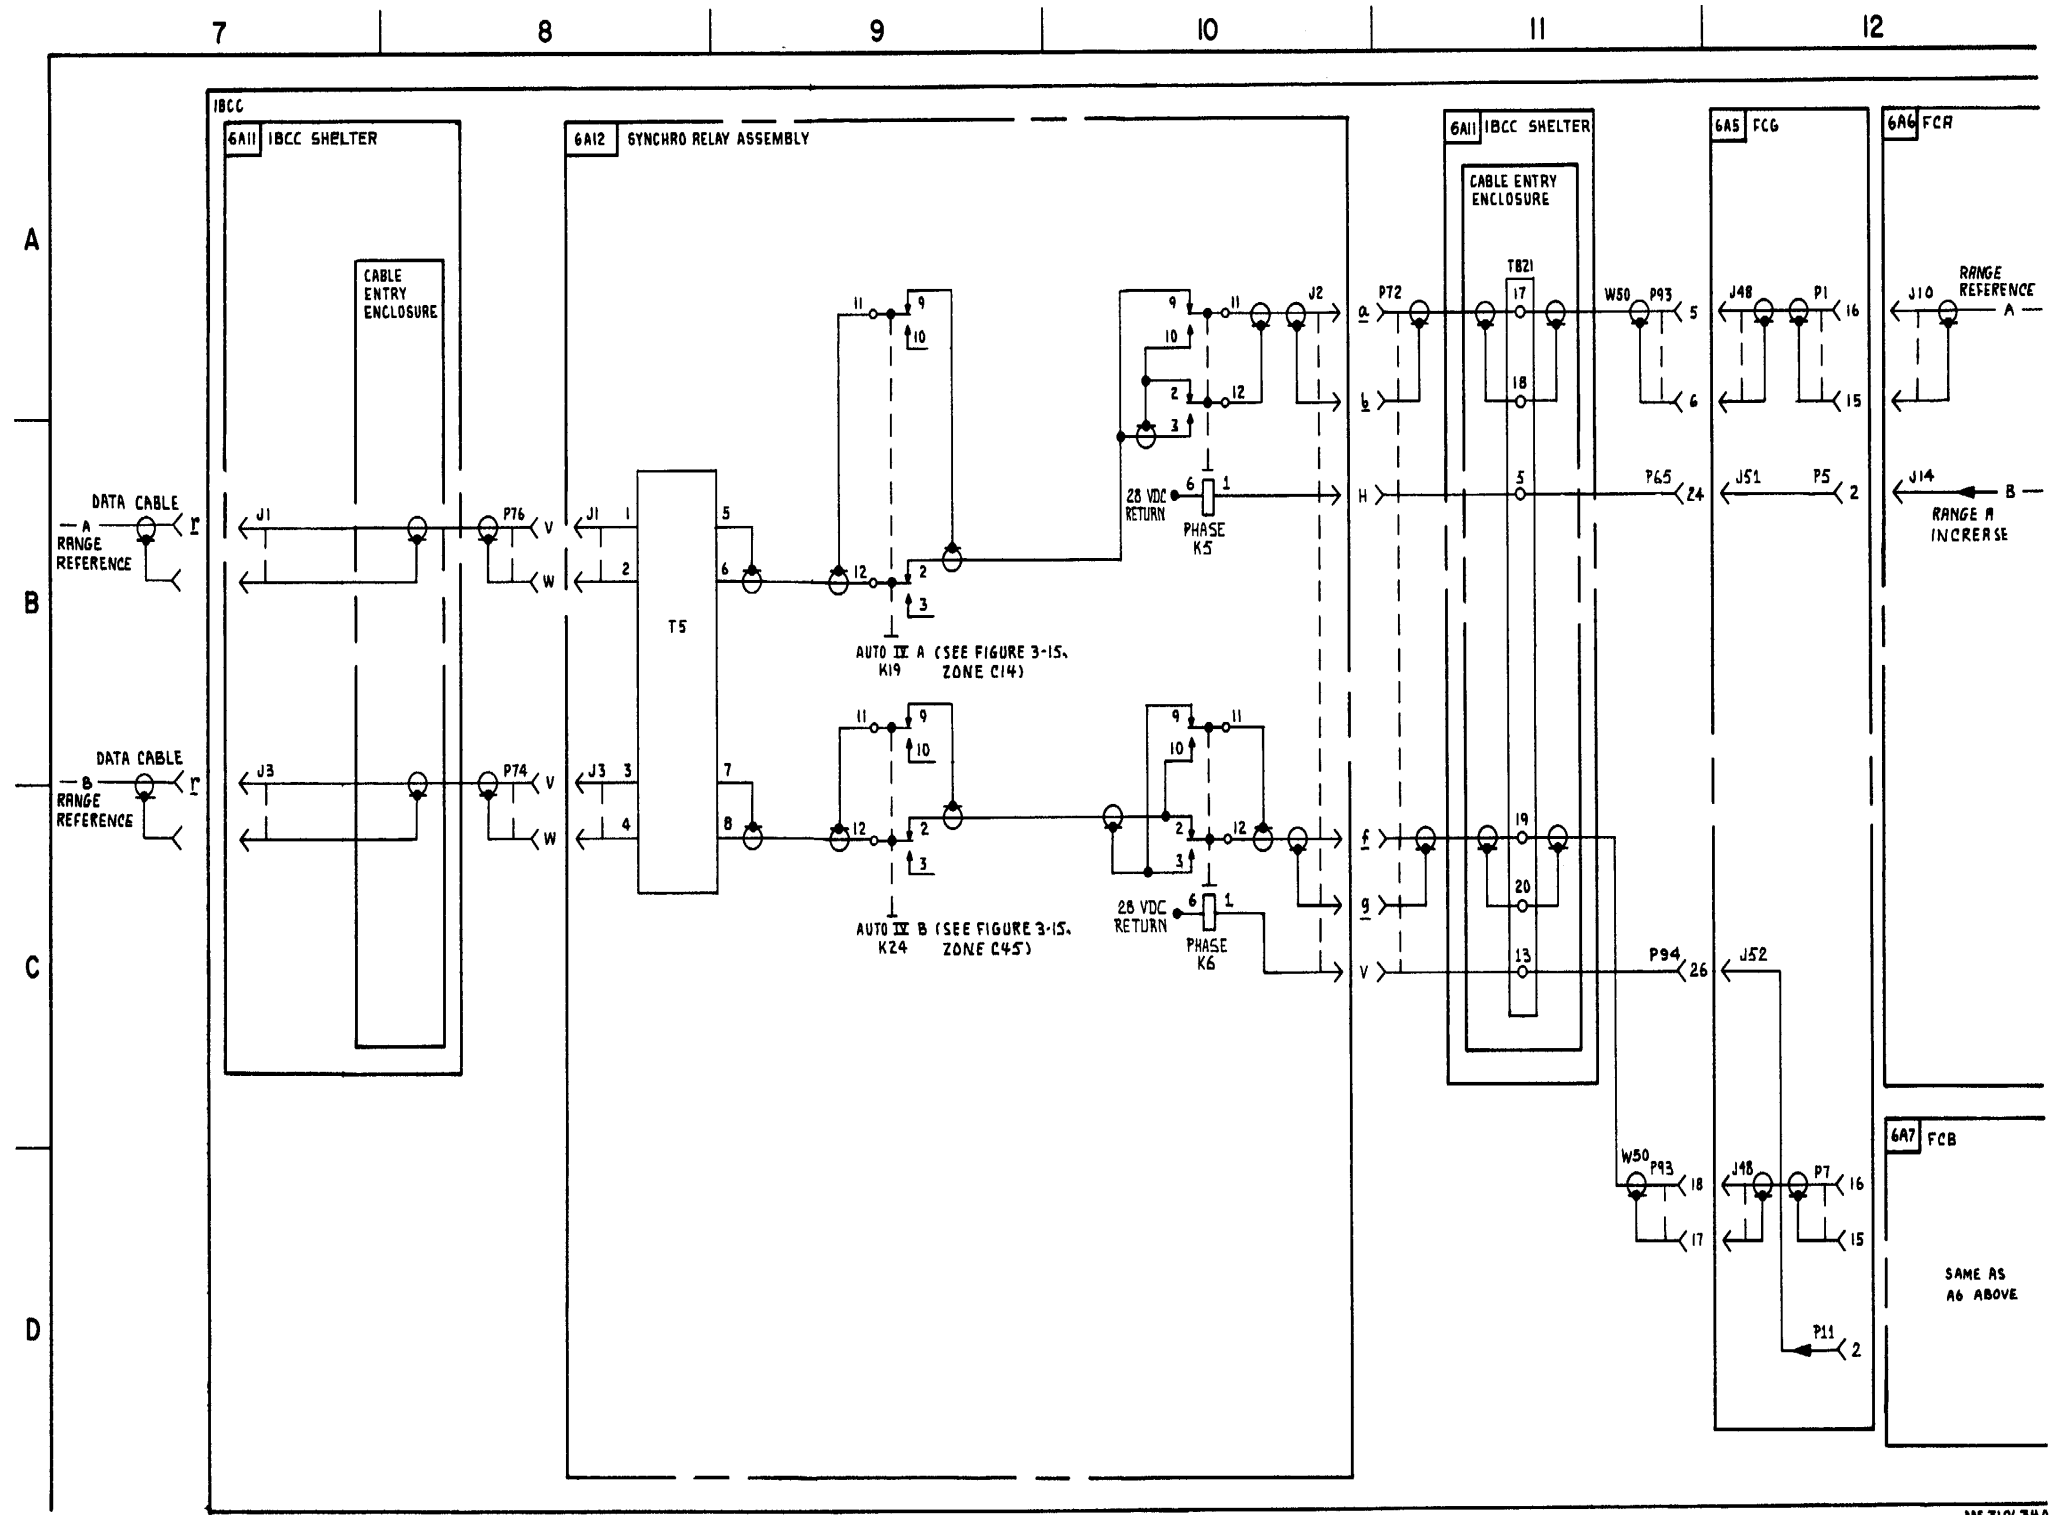 7 8 9 10 11 12
IBCC
6A11 IBCC SHELTER
6A12 SYNCHRO RELAY ASSEMBLY
6A11 IBCC SHELTER
6A5 FCG
6A6 FCA
CABLE ENTRY
ENCLOSURE
A
CABLE
ENTRY
ENCLOSURE
TB21
RANGE
REFERENCE
11 9 9 11 J2 P72 17 W50 P93 J48 P1 J10
a 5 16 A
10 10
2 12 18
b 6 15
3
5 P65 J51 P5 J14
28 VDC 6 1 H 24 2 B
RETURN
RANGE A
INCREASE
PHASE
K5
DATA CABLE
A r J1 P76 V J1 1 5
RANGE
REFERENCE
W 2 6 12 2
3
B
T5
AUTO IV A (SEE FIGURE 3-15,
K19 ZONE C14)
11 9 9 11
10 10
DATA CABLE
B r J3 P74 V J3 3 7
RANGE
REFERENCE
W 4 8 12 2 2 12 f 19
3 3
20
28 VDC 6 1 g
RETURN
AUTO IV B (SEE FIGURE 3-15,
K24 ZONE C45)
PHASE
K6
C
V 13 P94 26 J52
6A7 FCB
W50 P93 18 J48 P7 16
17 15
SAME AS
A6 ABOVE
D
P11 2